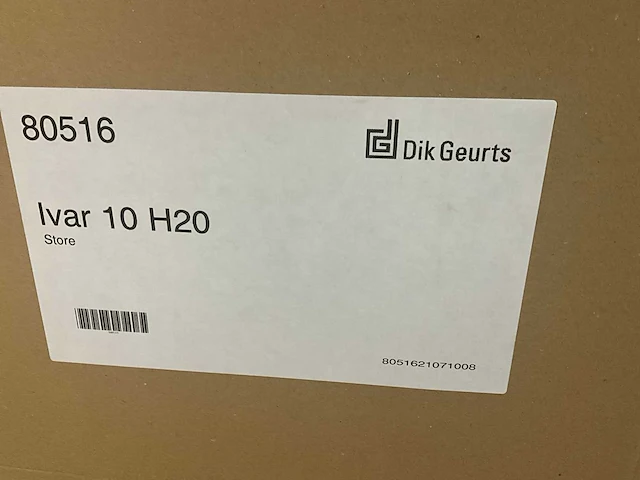 80516
Dik Geurts
Ivar 10 H20
Store
8051621071008